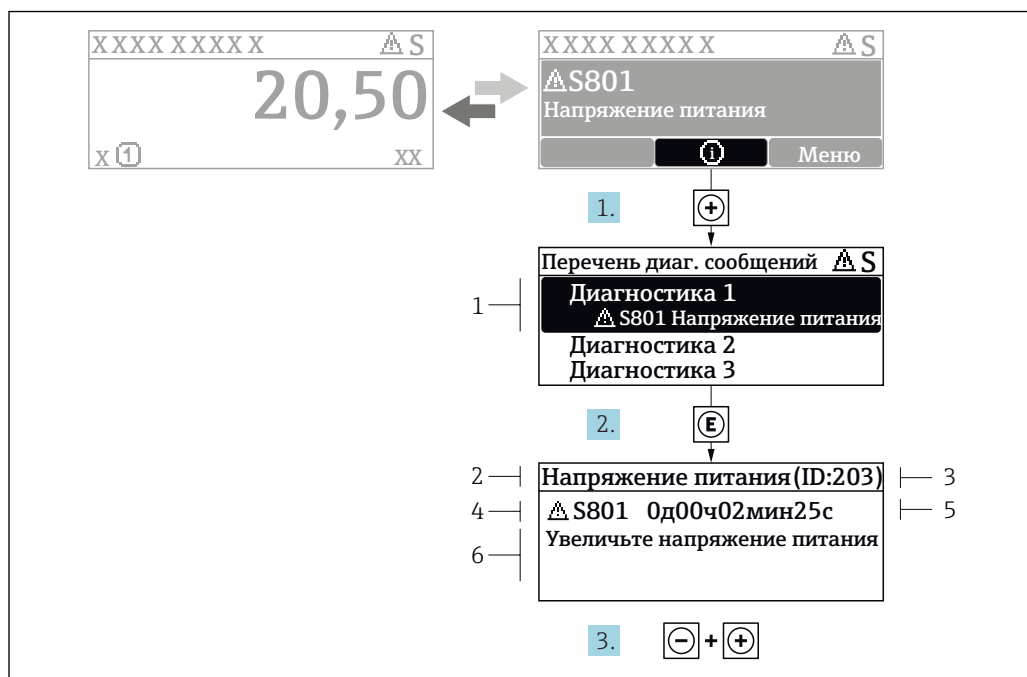 XXXX XXXXX ⚠ S
20,50
x ① xx
XXXX XXXXX ⚠ S
⚠S801
Напряжение питания
ⓘ Меню
1. +
Перечень диаг. сообщений ⚠ S
1
Диагностика 1
⚠ S801 Напряжение питания
Диагностика 2
Диагностика 3
2. E
2 Напряжение питания (ID:203) 3
4 ⚠ S801 0д00ч02мин25с 5
6 Увеличьте напряжение питания
3. − + +